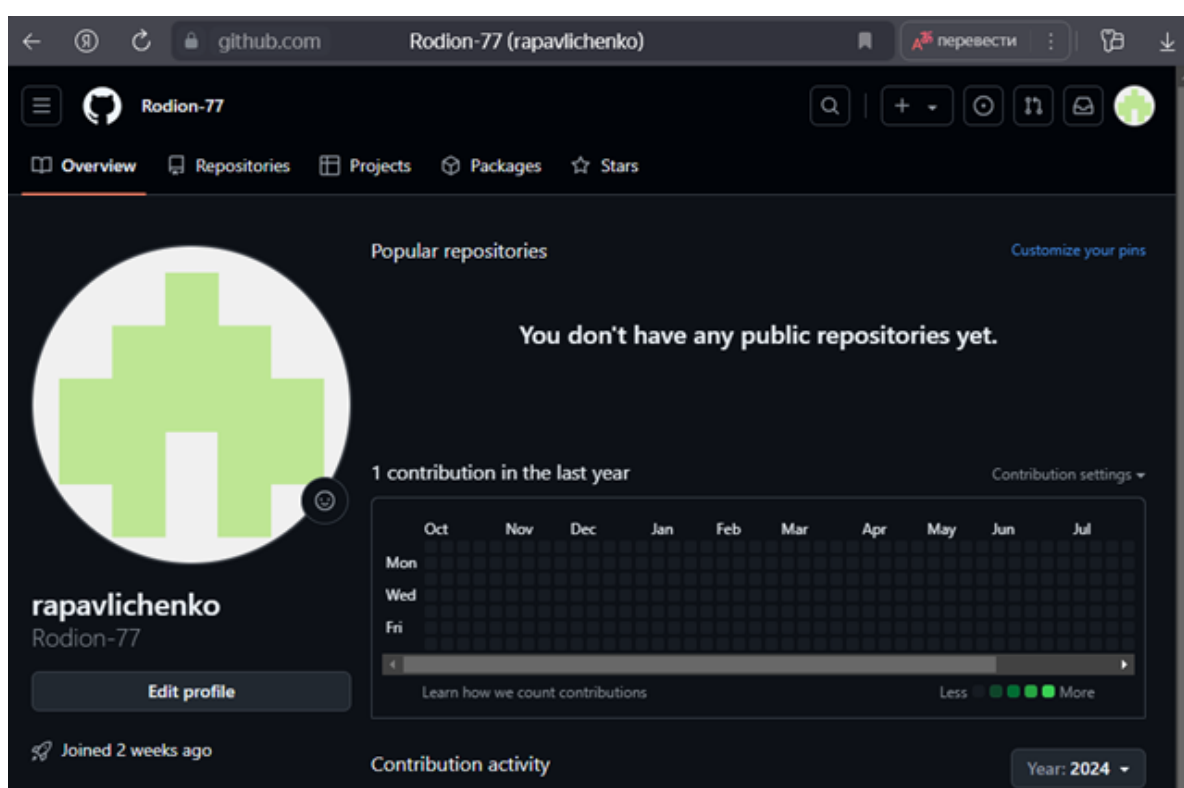 github.com Rodion-77 (rapavlichenko) перевести
Rodion-77
Overview Repositories Projects Packages Stars
Popular repositories Customize your pins
You don't have any public repositories yet.
1 contribution in the last year Contribution settings
Oct Nov Dec Jan Feb Mar Apr May Jun Jul
Mon
Wed
Fri
Learn how we count contributions Less More
rapavlichenko
Rodion-77
Edit profile
Joined 2 weeks ago
Contribution activity Year: 2024